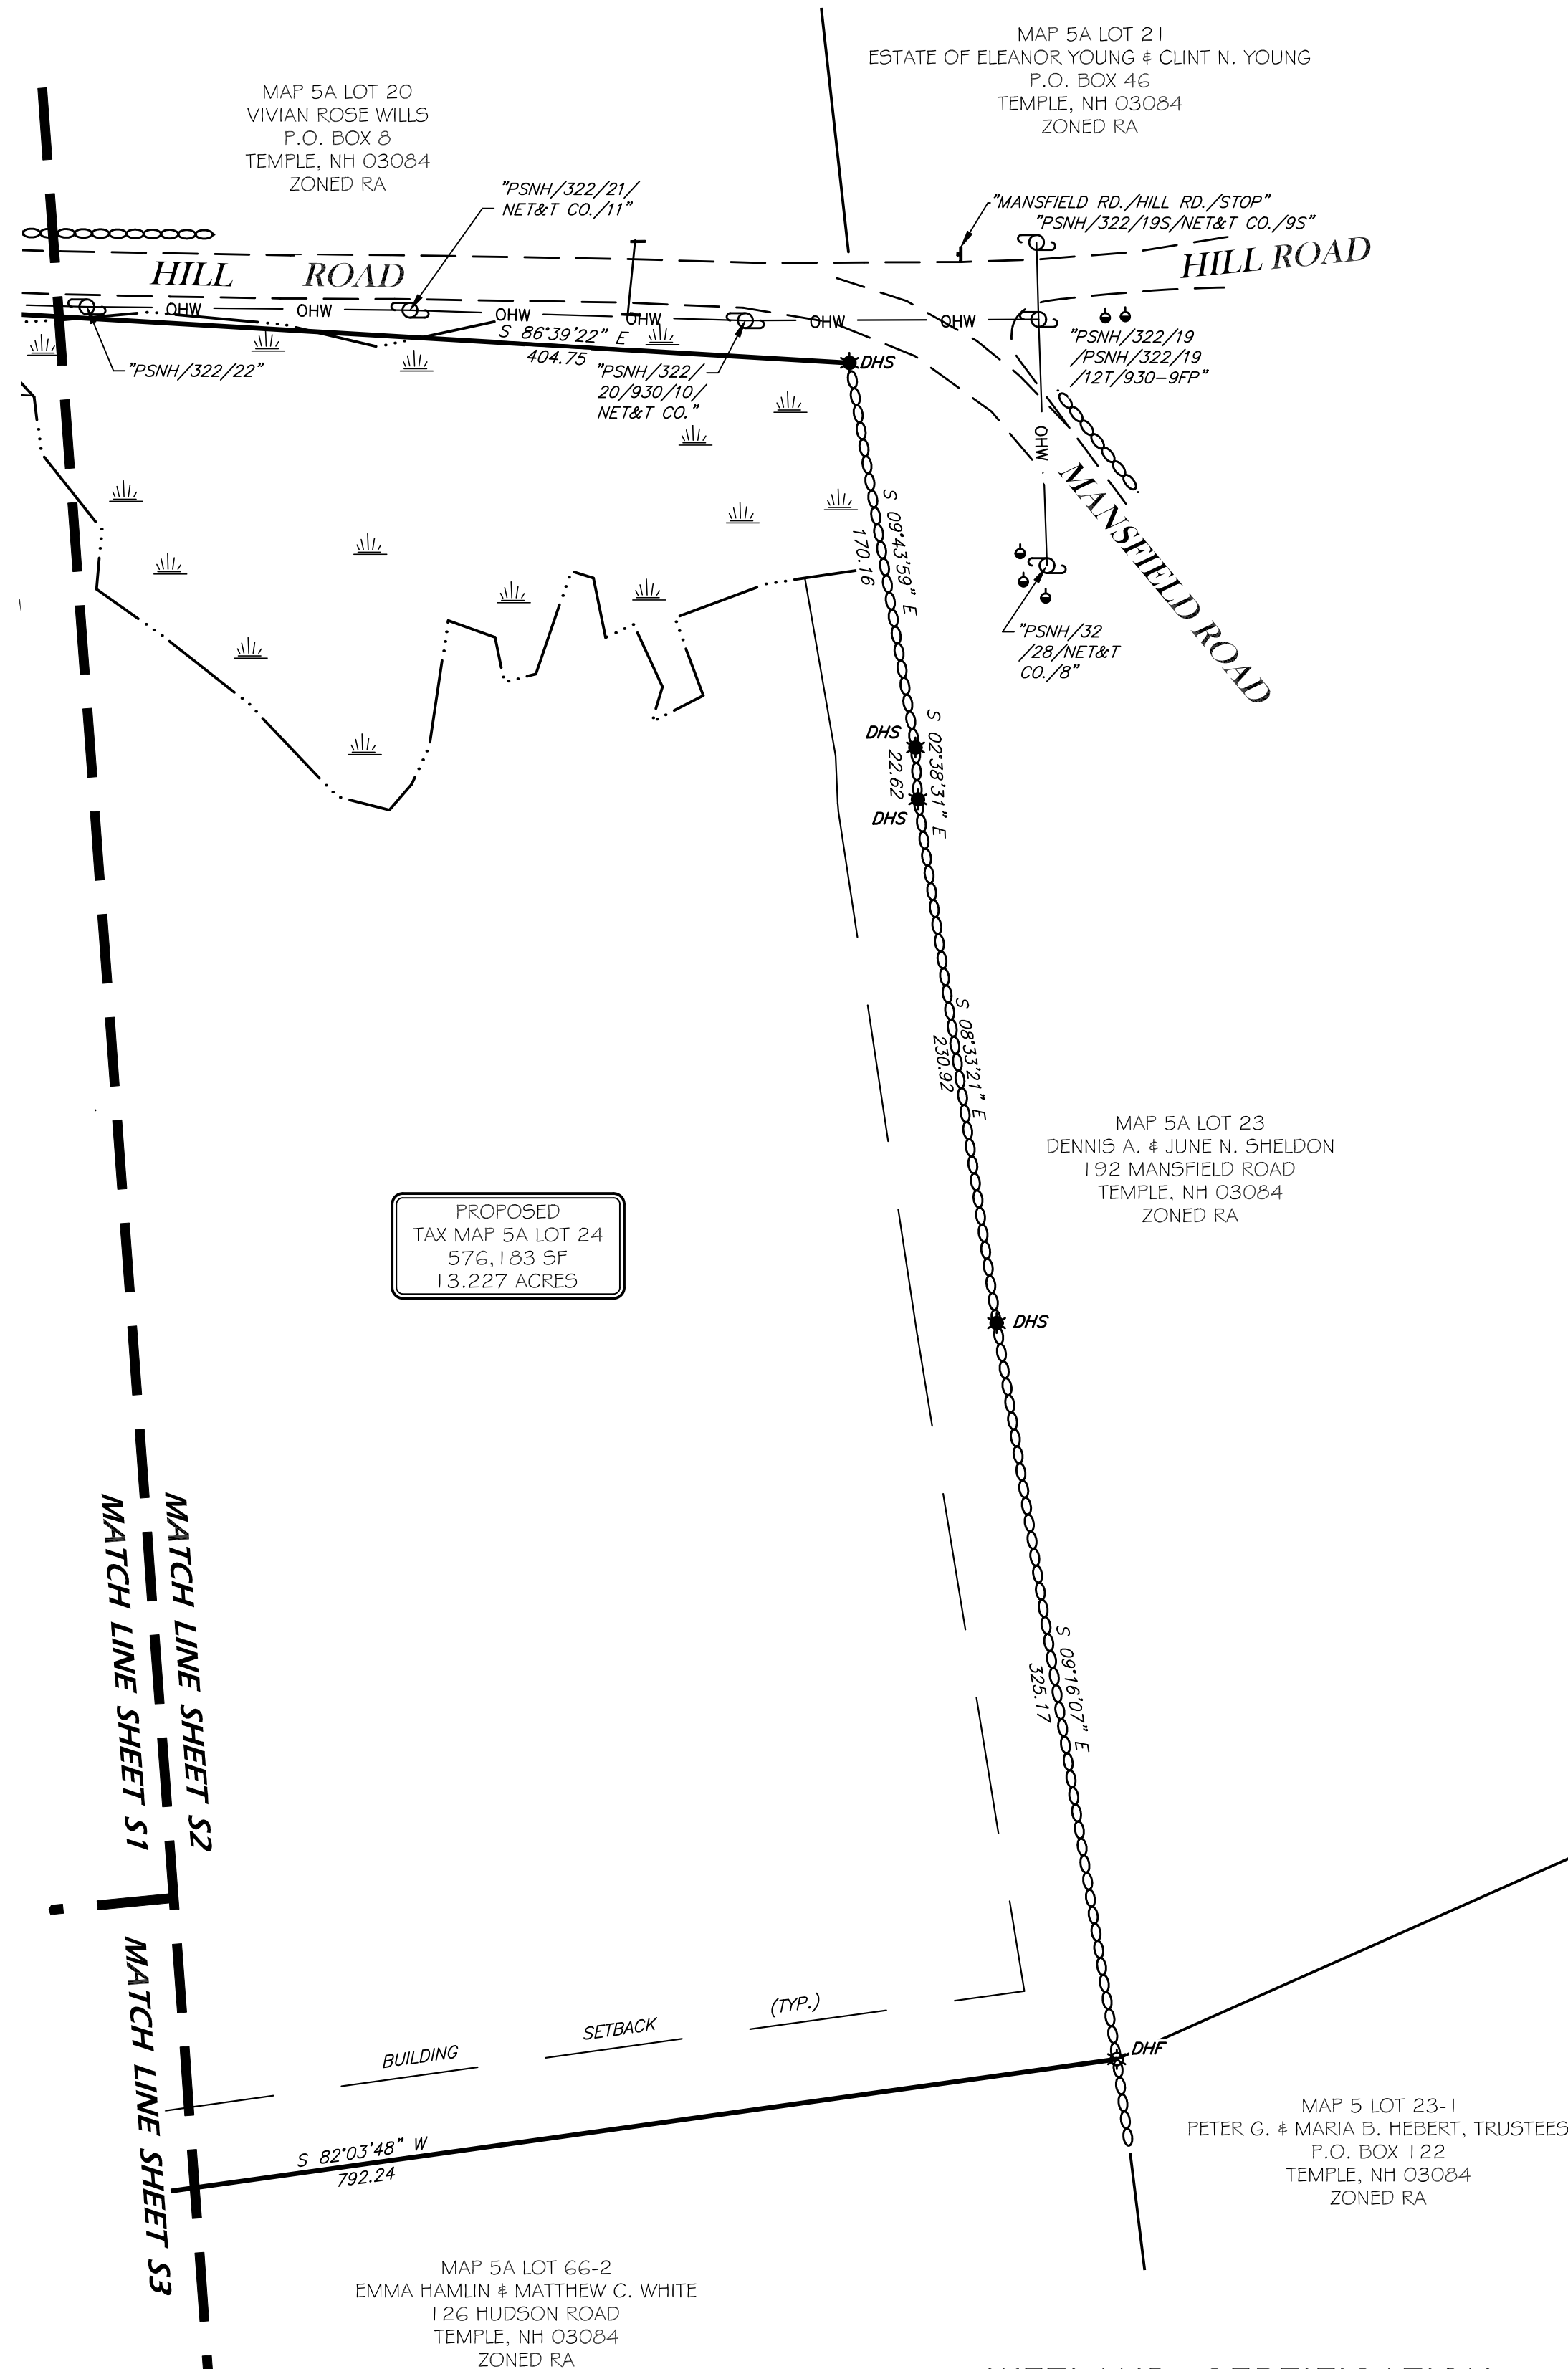 MAP 5A LOT 21
ESTATE OF ELEANOR YOUNG & CLINT N. YOUNG
P.O. BOX 46
TEMPLE, NH 03084
ZONED RA
MAP 5A LOT 20
VIVIAN ROSE WILLS
P.O. BOX 8
TEMPLE, NH 03084
ZONED RA
"PSNH/322/21/
NET&T CO./11"
"MANSFIELD RD./HILL RD./STOP"
"PSNH/322/19S/NET&T CO./9S"
HILL ROAD
HILL ROAD
OHW
OHW
OHW
OHW
OHW
OHW
S 86°39'22" E
404.75
"PSNH/322/22"
"PSNH/322/
20/930/10/
NET&T CO."
DHS
"PSNH/322/19
/PSNH/322/19
/12T/930-9FP"
OHW
MANSFIELD ROAD
S 09°43'59" E
170.16
"PSNH/32
/28/NET&T
CO./8"
DHS
S 02°38'31" E
22.62
DHS
S 08°33'21" E
230.92
MAP 5A LOT 23
DENNIS A. & JUNE N. SHELDON
192 MANSFIELD ROAD
TEMPLE, NH 03084
ZONED RA
PROPOSED
TAX MAP 5A LOT 24
576,183 SF
13.227 ACRES
DHS
MATCH LINE SHEET S1
MATCH LINE SHEET S2
S 09°16'07" E
325.17
MATCH LINE SHEET S3
BUILDING SETBACK (TYP.)
DHF
S 82°03'48" W
792.24
MAP 5 LOT 23-1
PETER G. & MARIA B. HEBERT, TRUSTEES
P.O. BOX 122
TEMPLE, NH 03084
ZONED RA
MAP 5A LOT 66-2
EMMA HAMLIN & MATTHEW C. WHITE
126 HUDSON ROAD
TEMPLE, NH 03084
ZONED RA